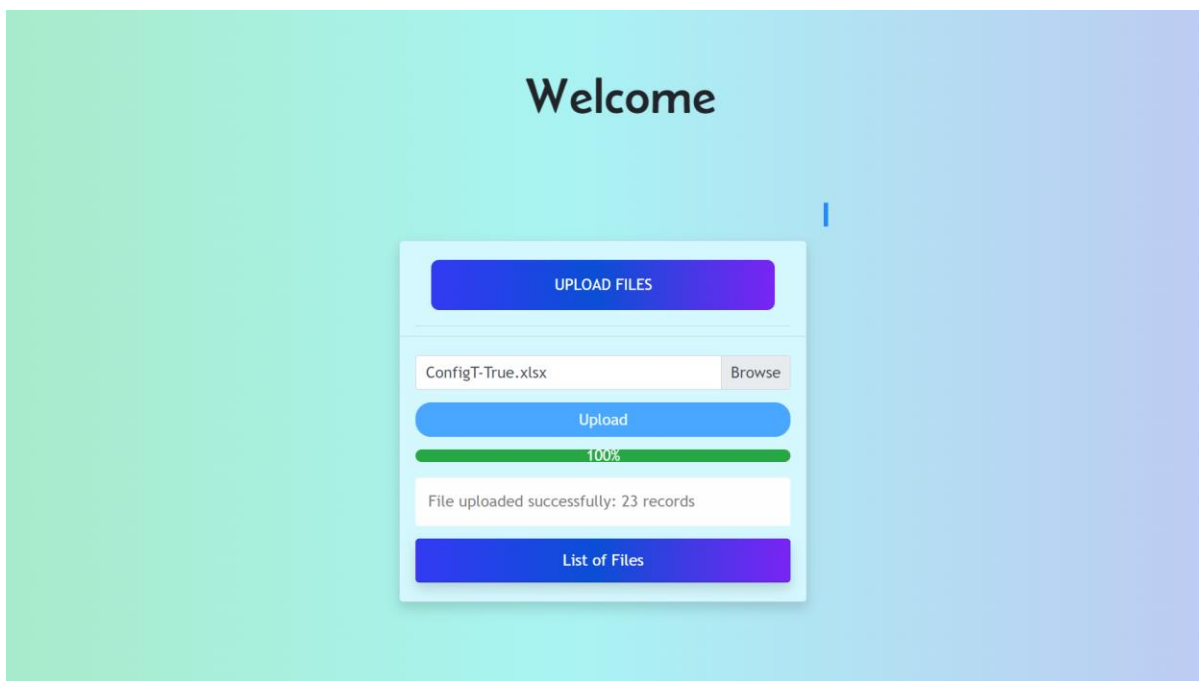 Welcome
UPLOAD FILES
ConfigT-True.xlsx Browse
Upload
100%
File uploaded successfully: 23 records
List of Files